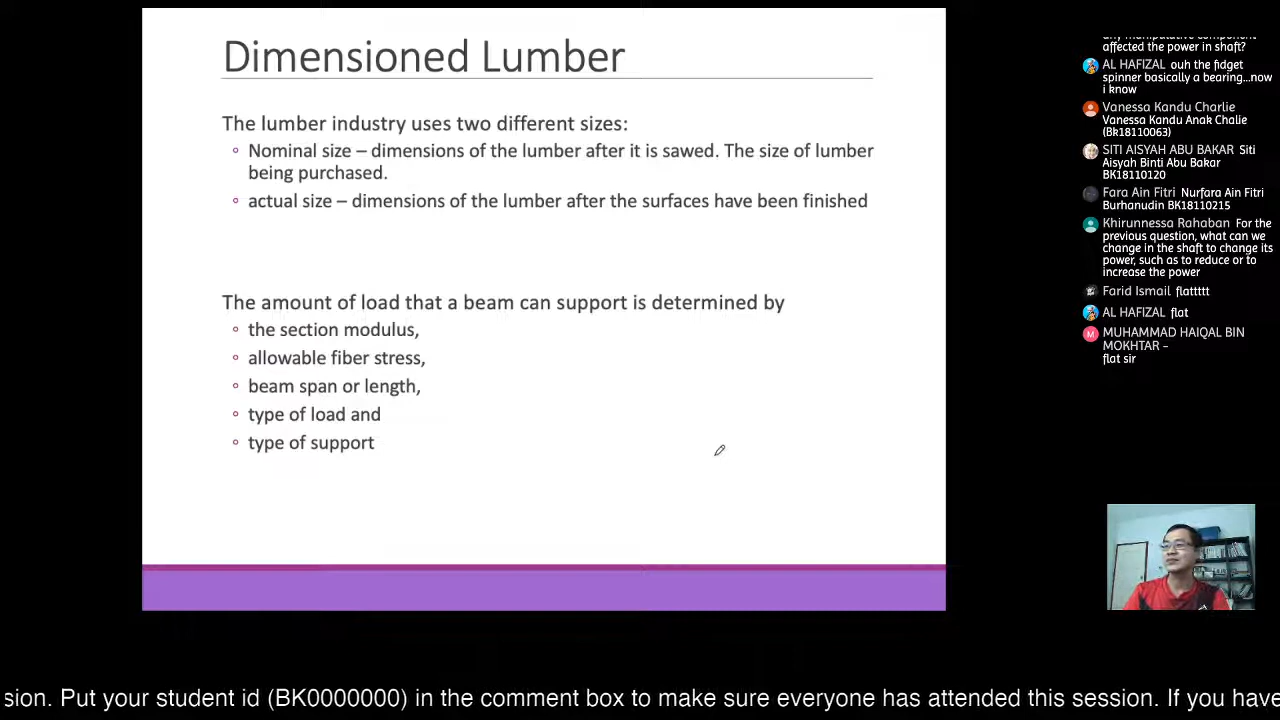 Dimensioned Lumber
The lumber industry uses two different sizes:
◦ Nominal size – dimensions of the lumber after it is sawed. The size of lumber
being purchased.
◦ actual size – dimensions of the lumber after the surfaces have been finished
The amount of load that a beam can support is determined by
◦ the section modulus,
◦ allowable fiber stress,
◦ beam span or length,
◦ type of load and
◦ type of support
any manipulative component
affected the power in shaft?
AL HAFIZAL ouh the fidget
spinner basically a bearing...now
i know
Vanessa Kandu Charlie
Vanessa Kandu Anak Chalie
(Bk18110063)
SITI AISYAH ABU BAKAR Siti
Aisyah Binti Abu Bakar
BK18110120
Fara Ain Fitri Nurfara Ain Fitri
Burhanudin BK18110215
Khirunnessa Rahaban For the
previous question, what can we
change in the shaft to change its
power, such as to reduce or to
increase the power
Farid Ismail flattttt
AL HAFIZAL flat
M MUHAMMAD HAIQAL BIN
MOKHTAR –
flat sir
sion. Put your student id (BK0000000) in the comment box to make sure everyone has attended this session. If you have